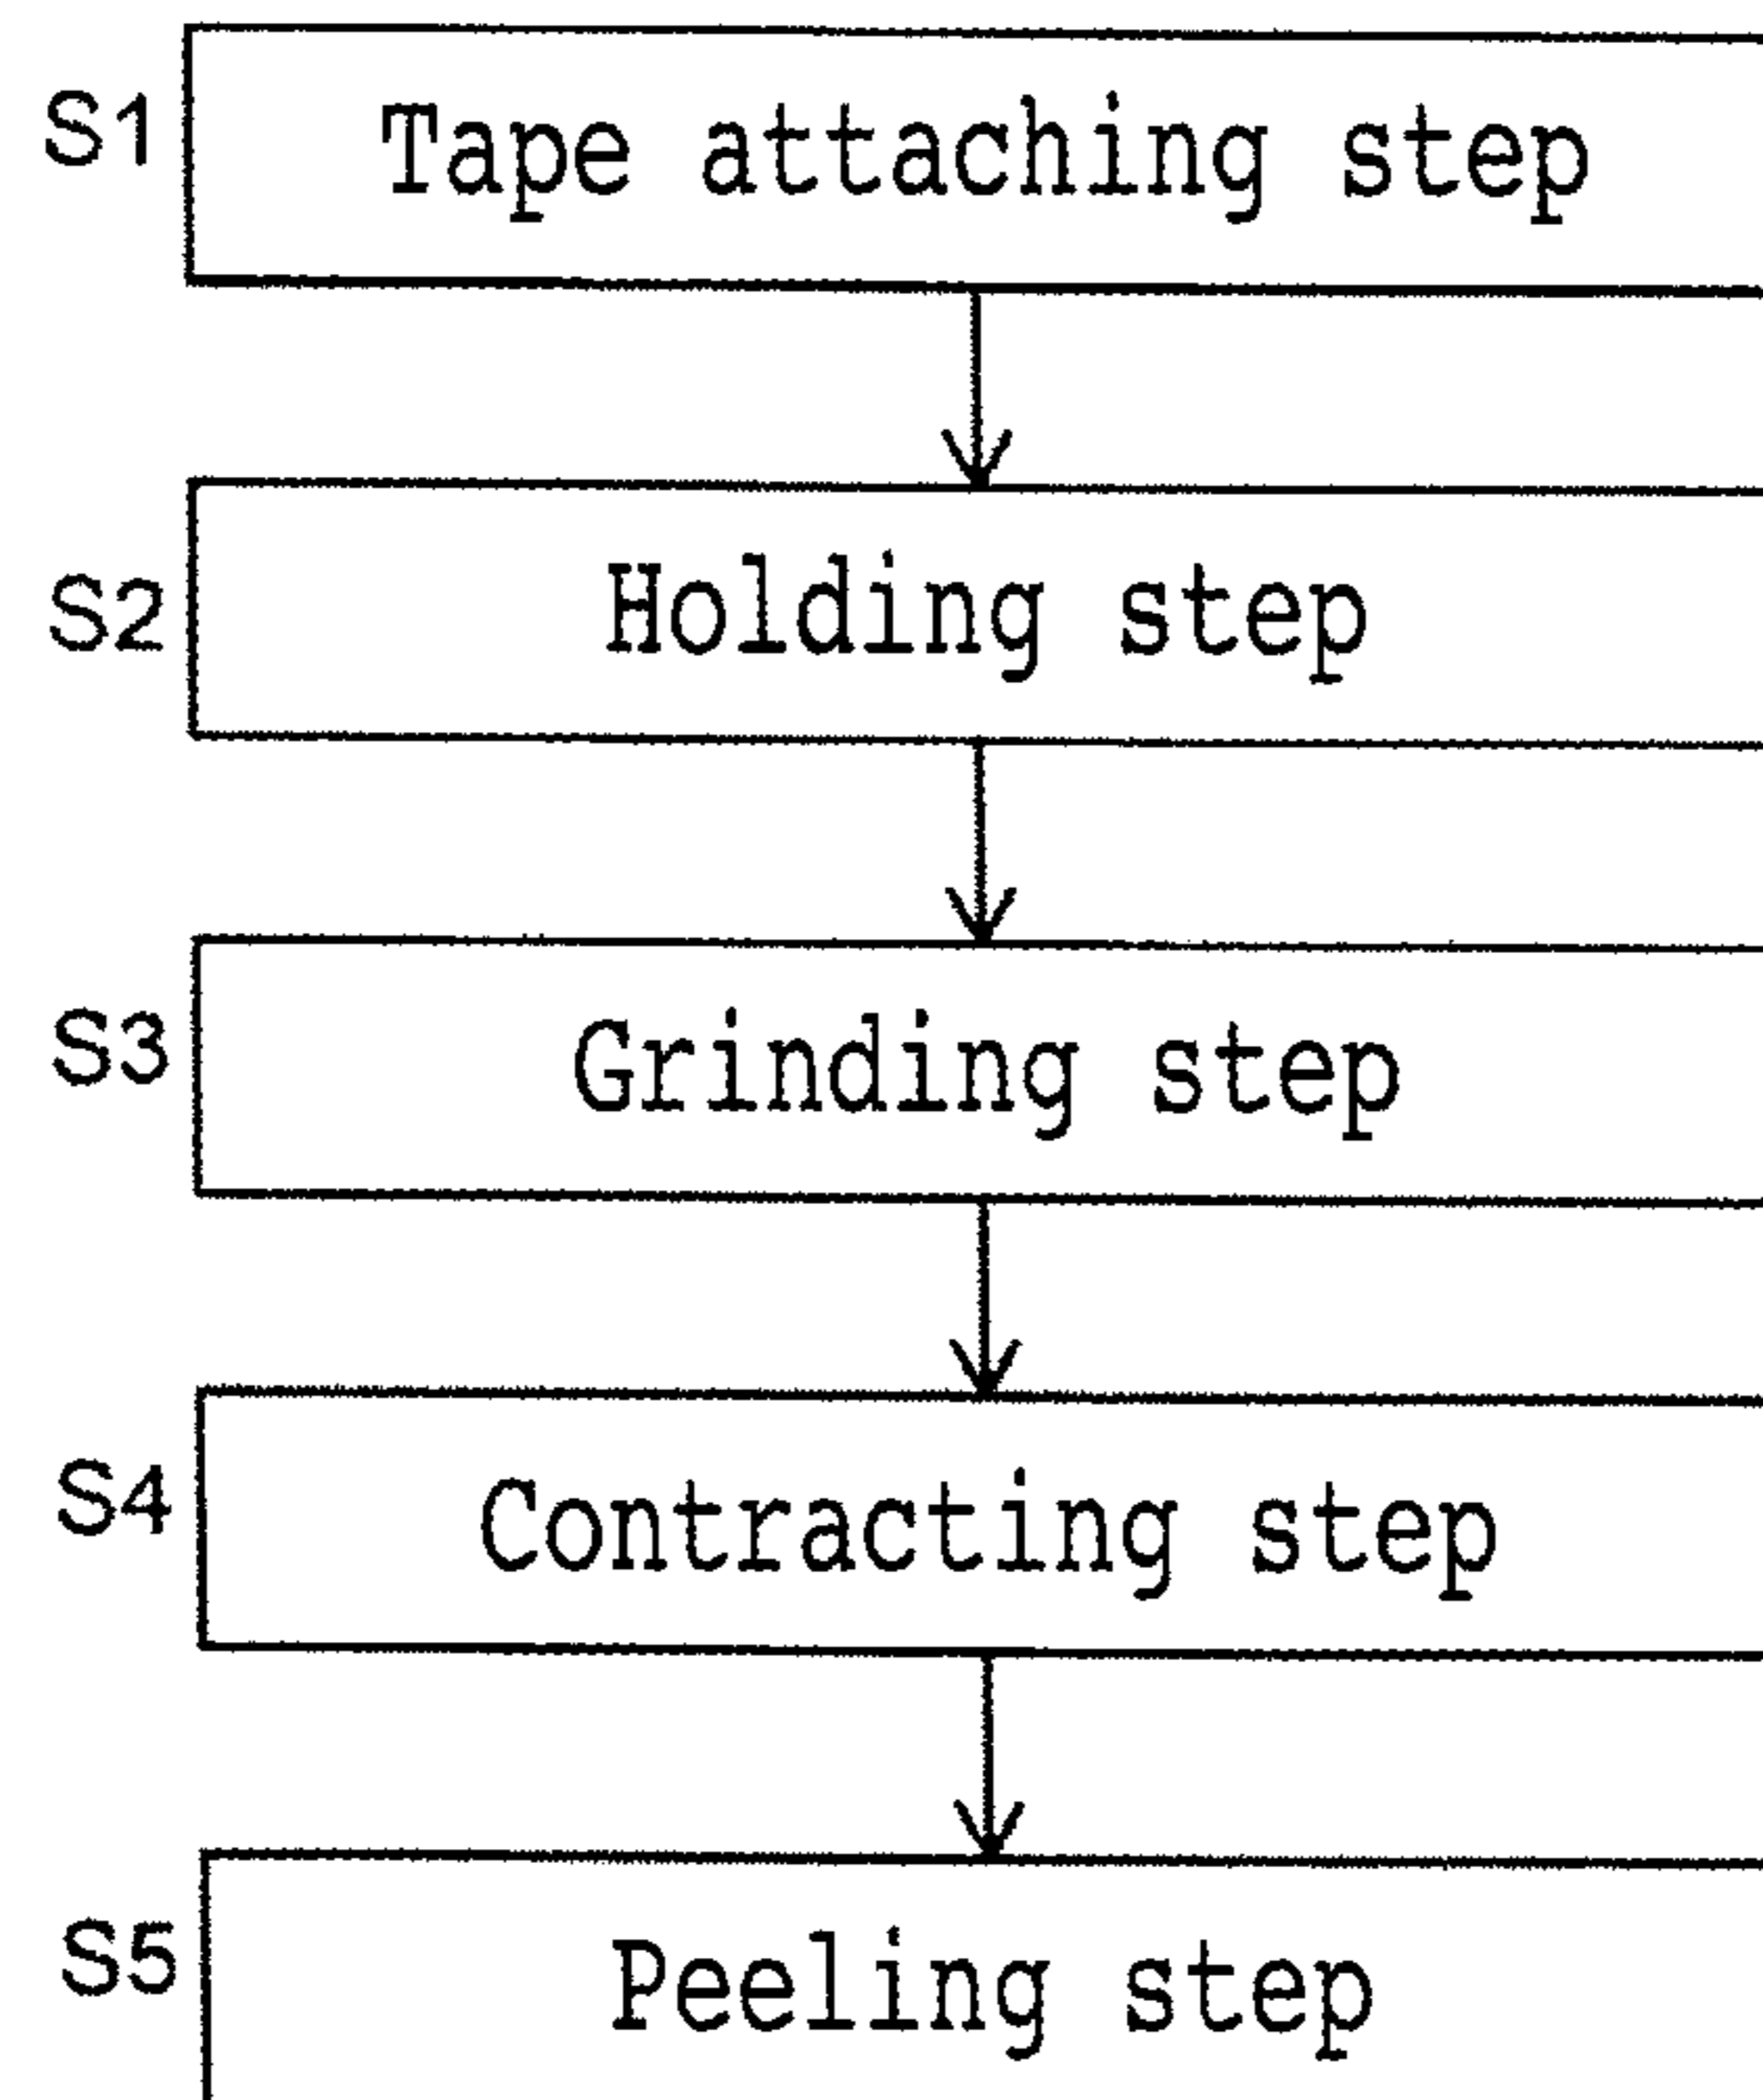 S1 Tape attaching step
S2 Holding step
S3 Grinding step
S4 Contracting step
S5 Peeling step